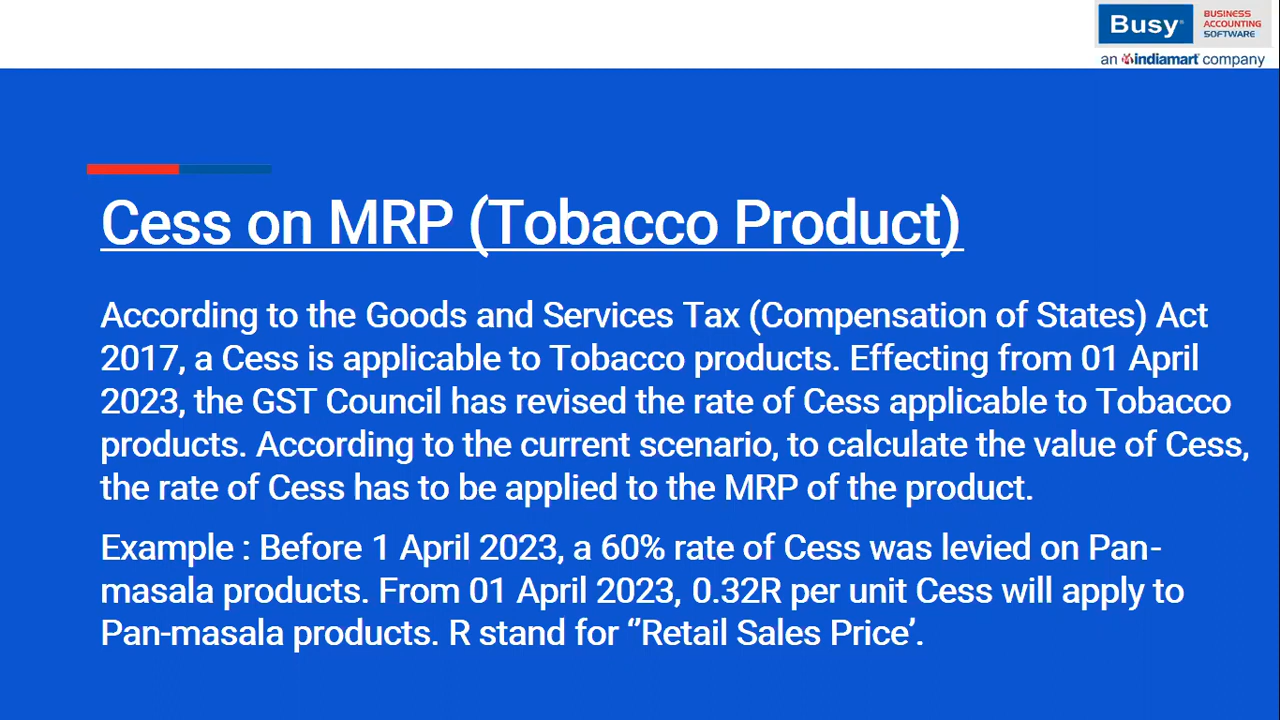 Busy
BUSINESS
ACCOUNTING
SOFTWARE
an indiamart company
Cess on MRP (Tobacco Product)
According to the Goods and Services Tax (Compensation of States) Act
2017, a Cess is applicable to Tobacco products. Effecting from 01 April
2023, the GST Council has revised the rate of Cess applicable to Tobacco
products. According to the current scenario, to calculate the value of Cess,
the rate of Cess has to be applied to the MRP of the product.
Example : Before 1 April 2023, a 60% rate of Cess was levied on Pan-
masala products. From 01 April 2023, 0.32R per unit Cess will apply to
Pan-masala products. R stand for ‘’Retail Sales Price’.